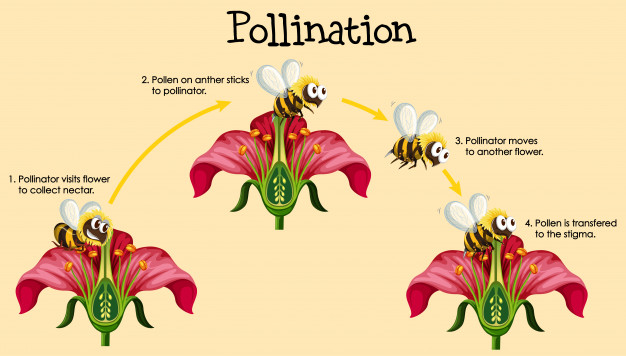 Pollination
1. Pollinator visits flower
to collect nectar.
2. Pollen on anther sticks
to pollinator.
3. Pollinator moves
to another flower.
4. Pollen is transfered
to the stigma.